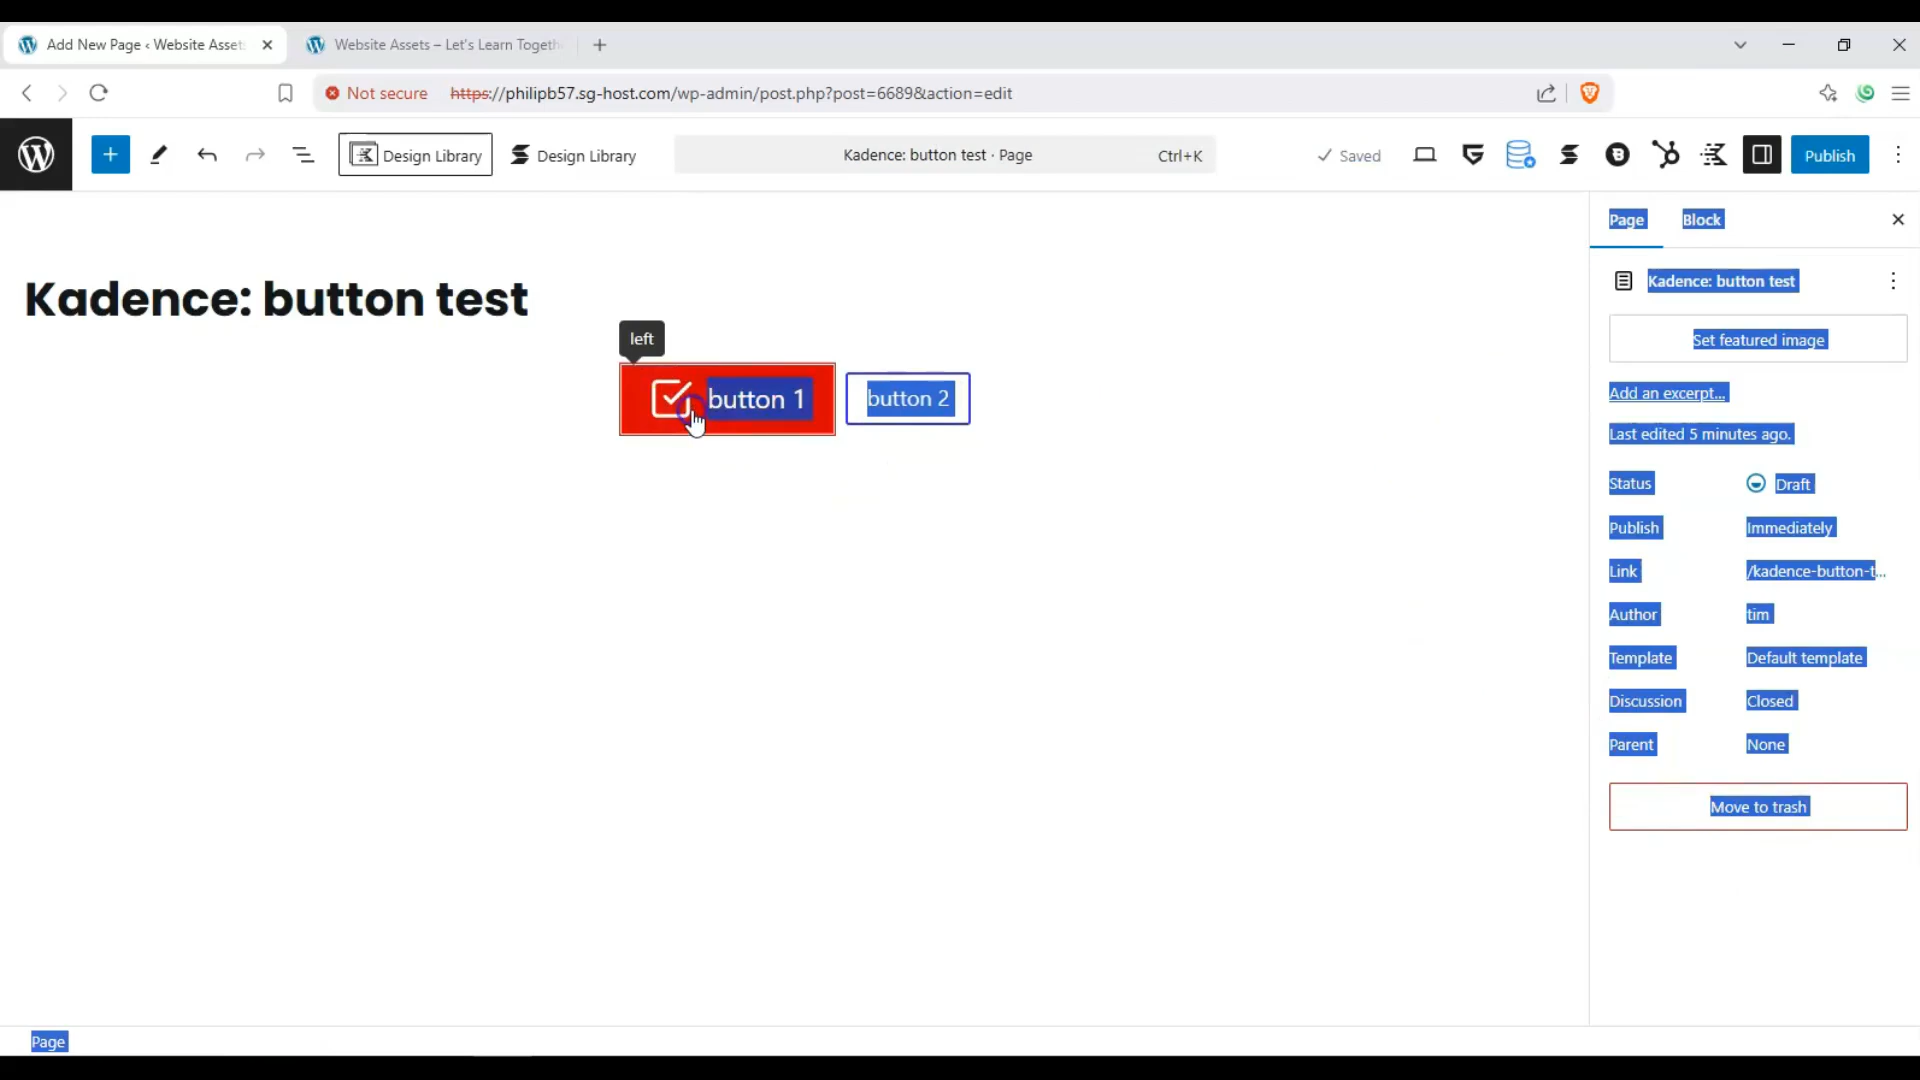 Add New Page ‹ Website Asset
Website Assets – Let's Learn Togeth
Not secure https://philipb57.sg-host.com/wp-admin/post.php?post=6689&action=edit
Design Library
Design Library
Kadence: button test · Page Ctrl+K
Saved
Publish
Page Block
Kadence: button test
Kadence: button test
Set featured image
left
button 1
button 2
Add an excerpt...
Last edited 5 minutes ago.
Status Draft
Publish Immediately
Link /kadence-button-t...
Author tim
Template Default template
Discussion Closed
Parent None
Move to trash
Page